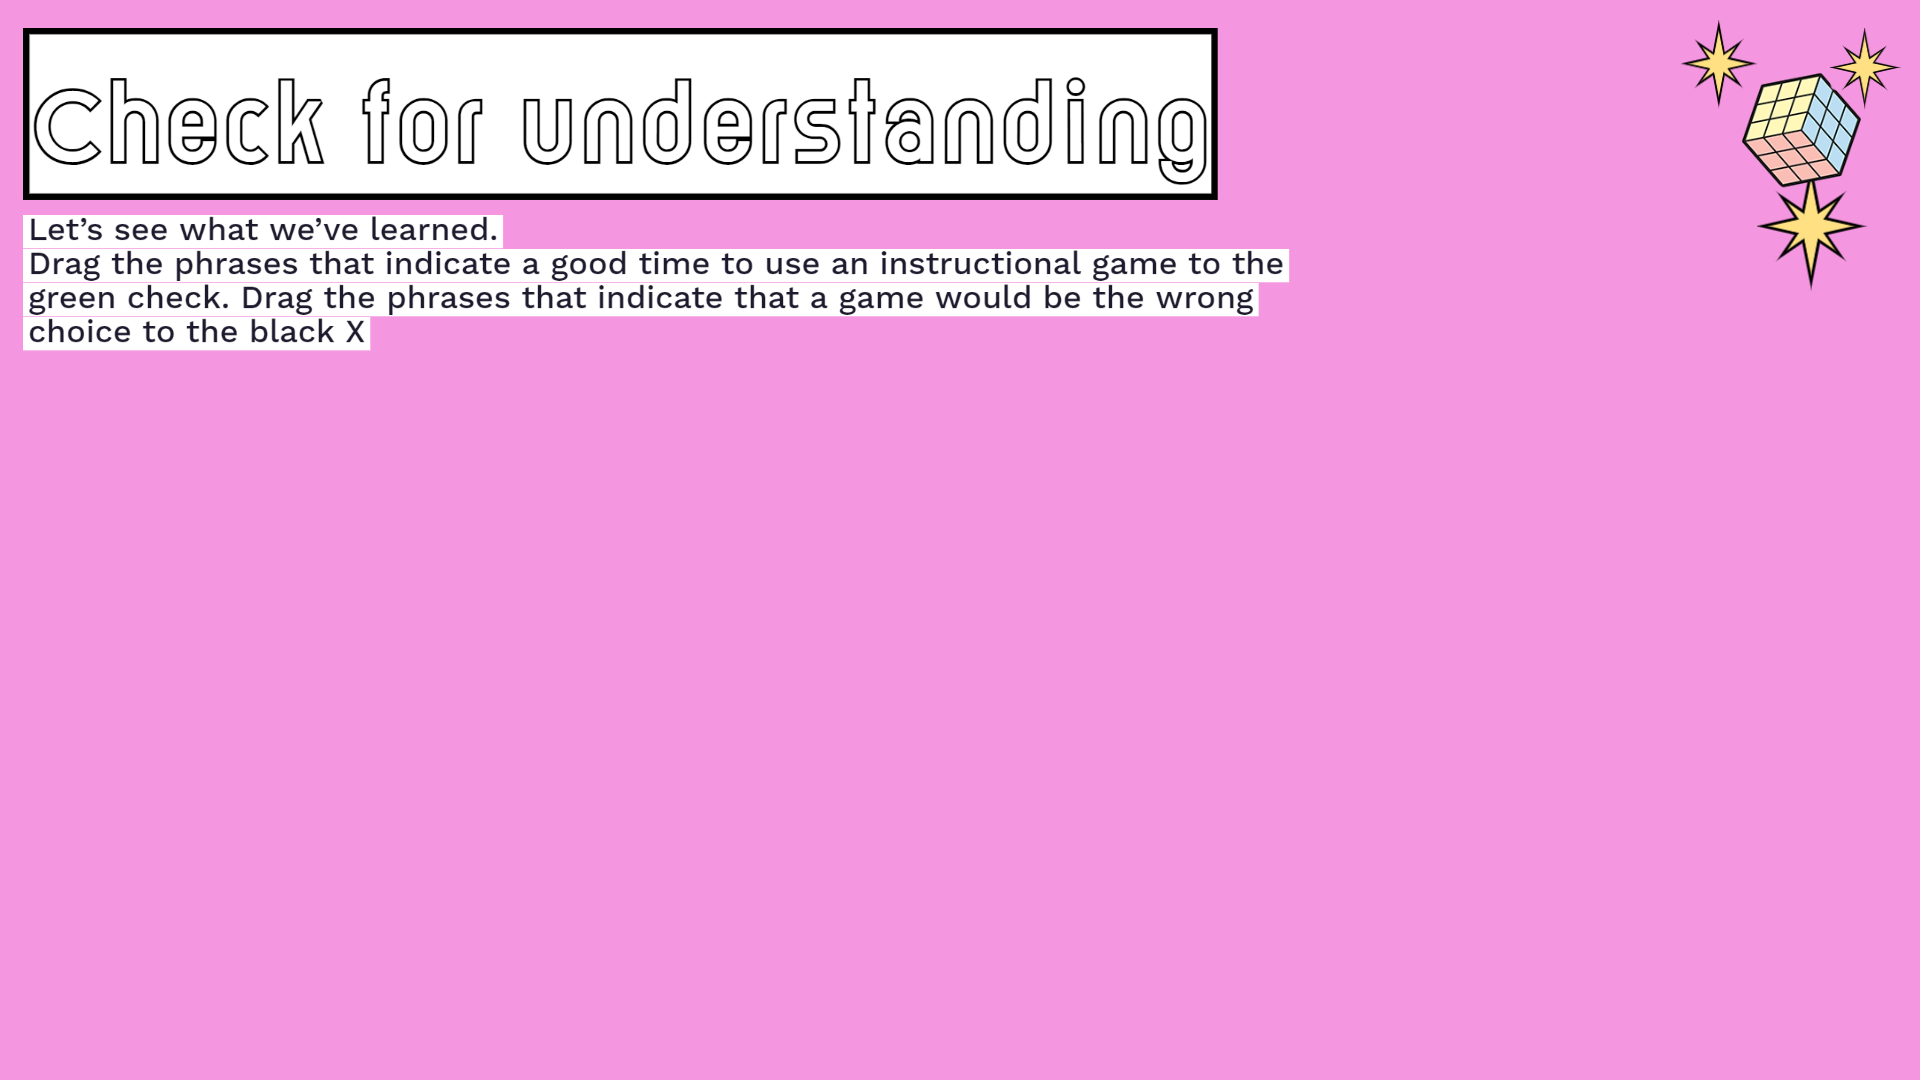 Check for understanding
Let’s see what we’ve learned.
Drag the phrases that indicate a good time to use an instructional game to the
green check. Drag the phrases that indicate that a game would be the wrong
choice to the black X